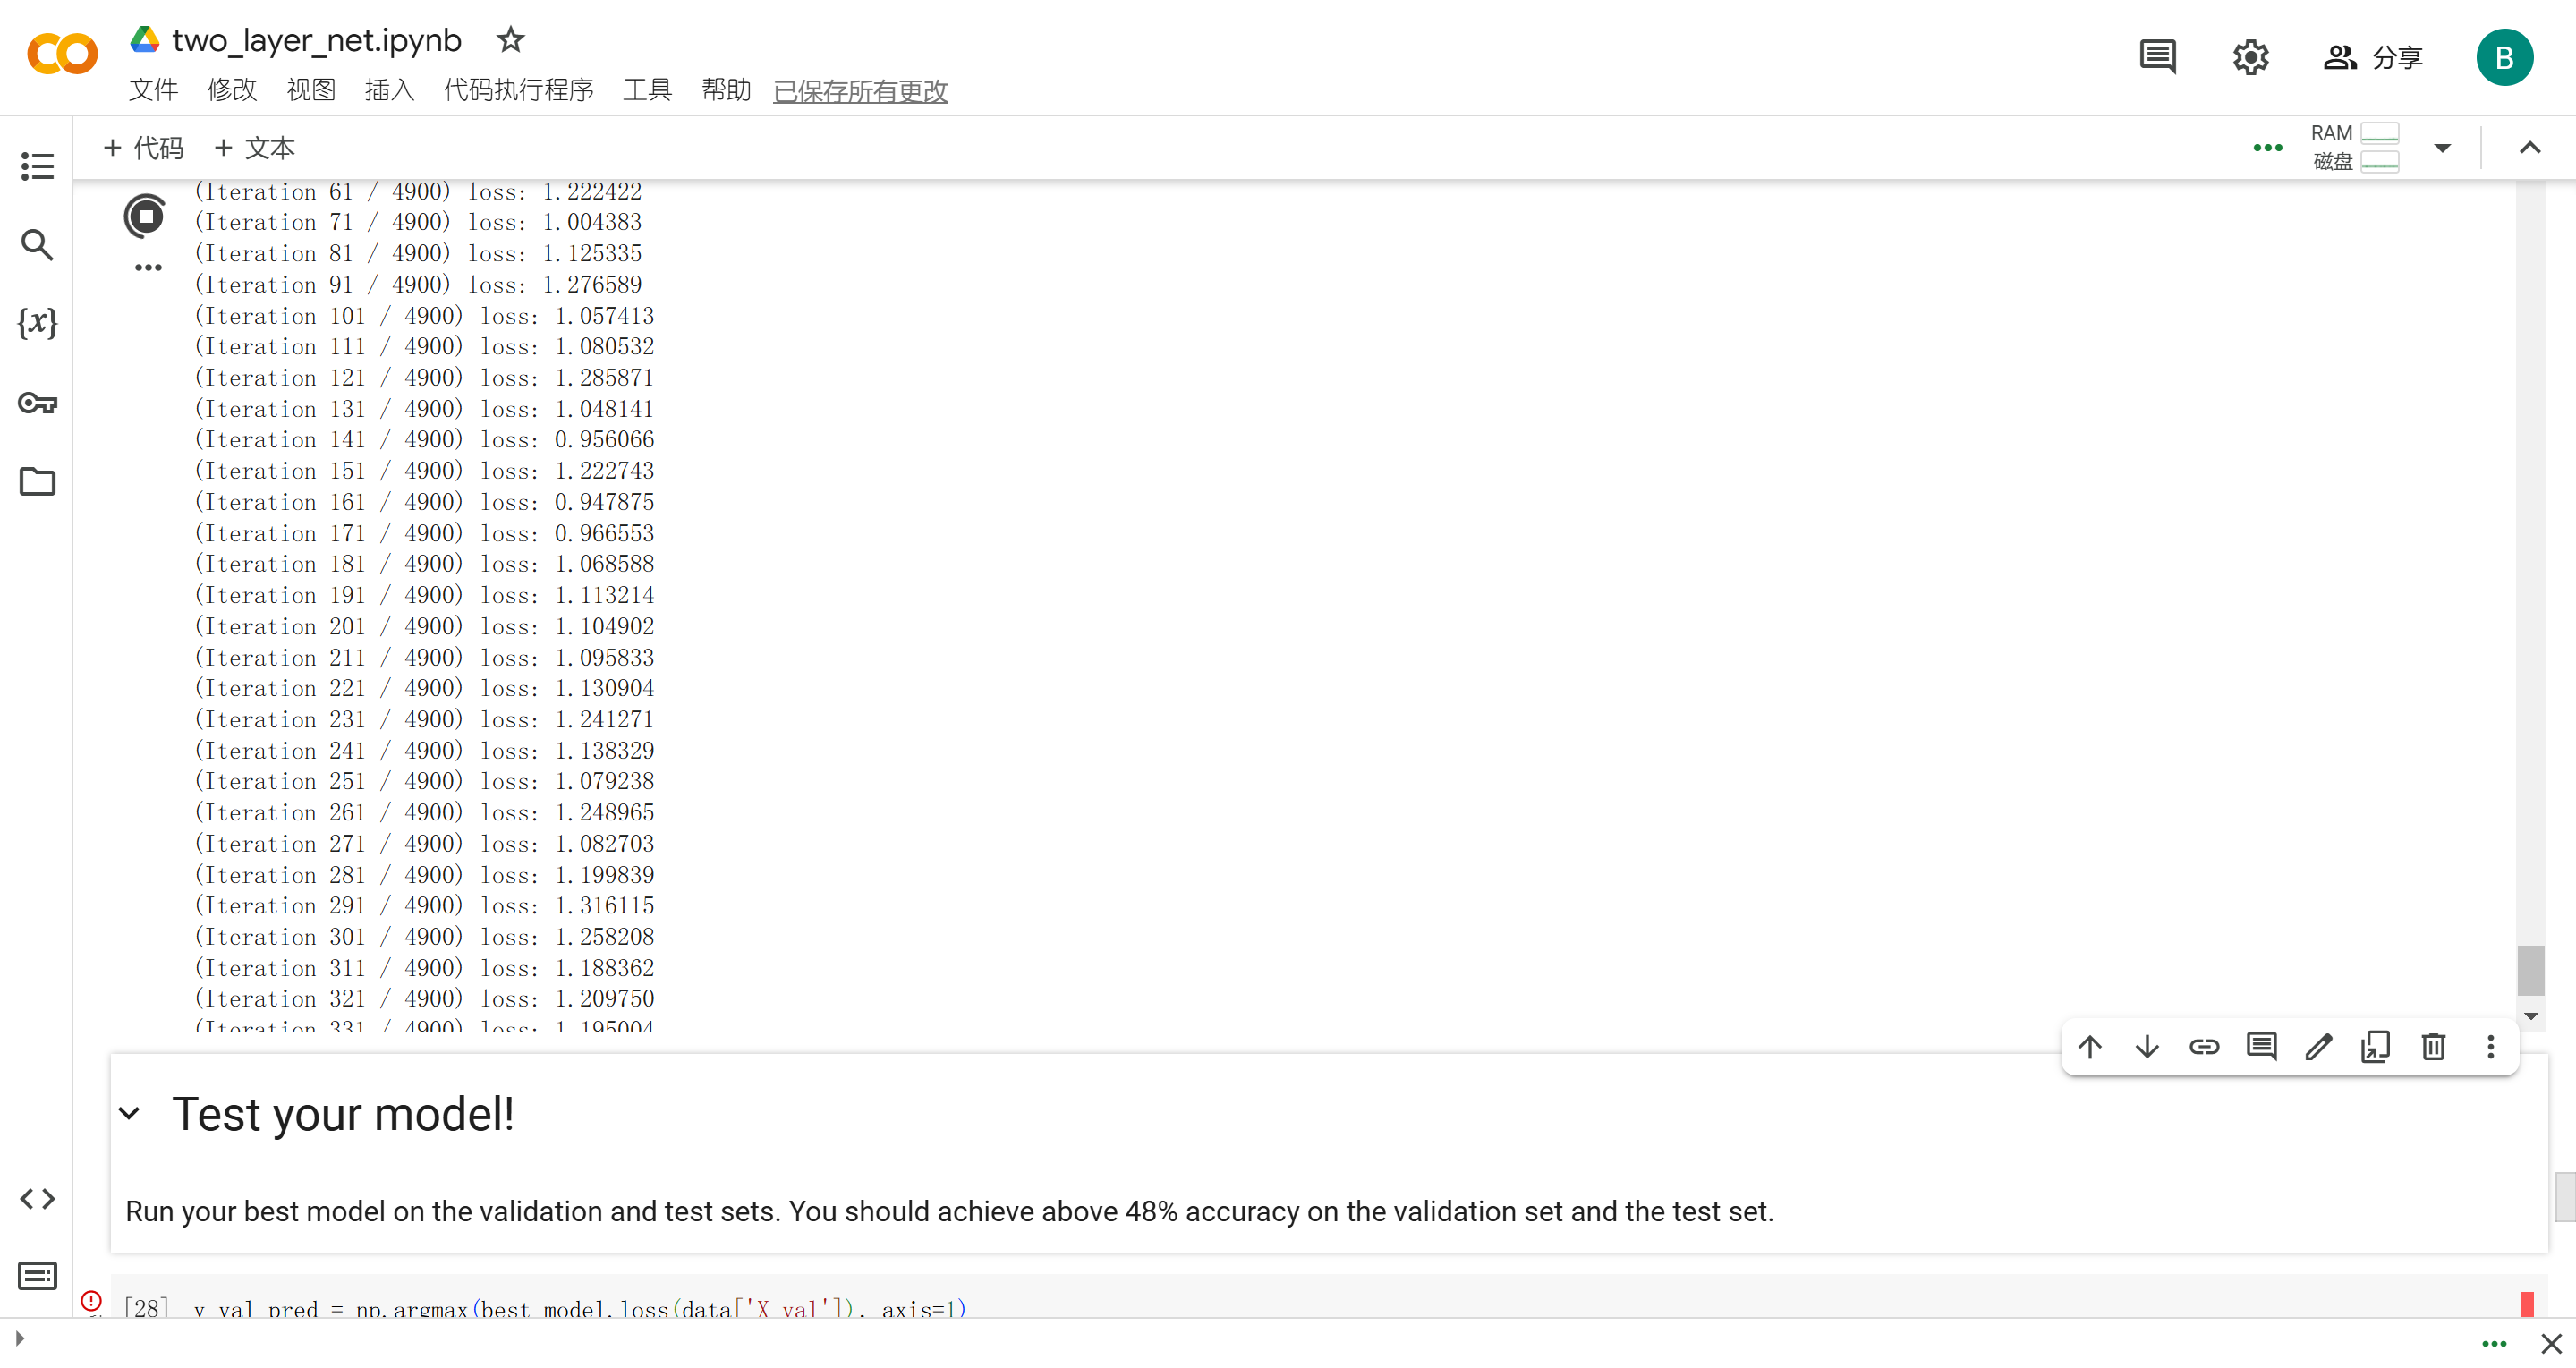 two_layer_net.ipynb
文件 修改 视图 插入 代码执行程序 工具 帮助 已保存所有更改
分享
B
+ 代码 + 文本
RAM
磁盘
(Iteration 61 / 4900) loss: 1.222422
(Iteration 71 / 4900) loss: 1.004383
(Iteration 81 / 4900) loss: 1.125335
(Iteration 91 / 4900) loss: 1.276589
(Iteration 101 / 4900) loss: 1.057413
(Iteration 111 / 4900) loss: 1.080532
(Iteration 121 / 4900) loss: 1.285871
(Iteration 131 / 4900) loss: 1.048141
(Iteration 141 / 4900) loss: 0.956066
(Iteration 151 / 4900) loss: 1.222743
(Iteration 161 / 4900) loss: 0.947875
(Iteration 171 / 4900) loss: 0.966553
(Iteration 181 / 4900) loss: 1.068588
(Iteration 191 / 4900) loss: 1.113214
(Iteration 201 / 4900) loss: 1.104902
(Iteration 211 / 4900) loss: 1.095833
(Iteration 221 / 4900) loss: 1.130904
(Iteration 231 / 4900) loss: 1.241271
(Iteration 241 / 4900) loss: 1.138329
(Iteration 251 / 4900) loss: 1.079238
(Iteration 261 / 4900) loss: 1.248965
(Iteration 271 / 4900) loss: 1.082703
(Iteration 281 / 4900) loss: 1.199839
(Iteration 291 / 4900) loss: 1.316115
(Iteration 301 / 4900) loss: 1.258208
(Iteration 311 / 4900) loss: 1.188362
(Iteration 321 / 4900) loss: 1.209750
(Iteration 331 / 4900) loss: 1.195004
Test your model!
Run your best model on the validation and test sets. You should achieve above 48% accuracy on the validation set and the test set.
[28] y_val_pred = np.argmax(best_model.loss(data['X_val']), axis=1)